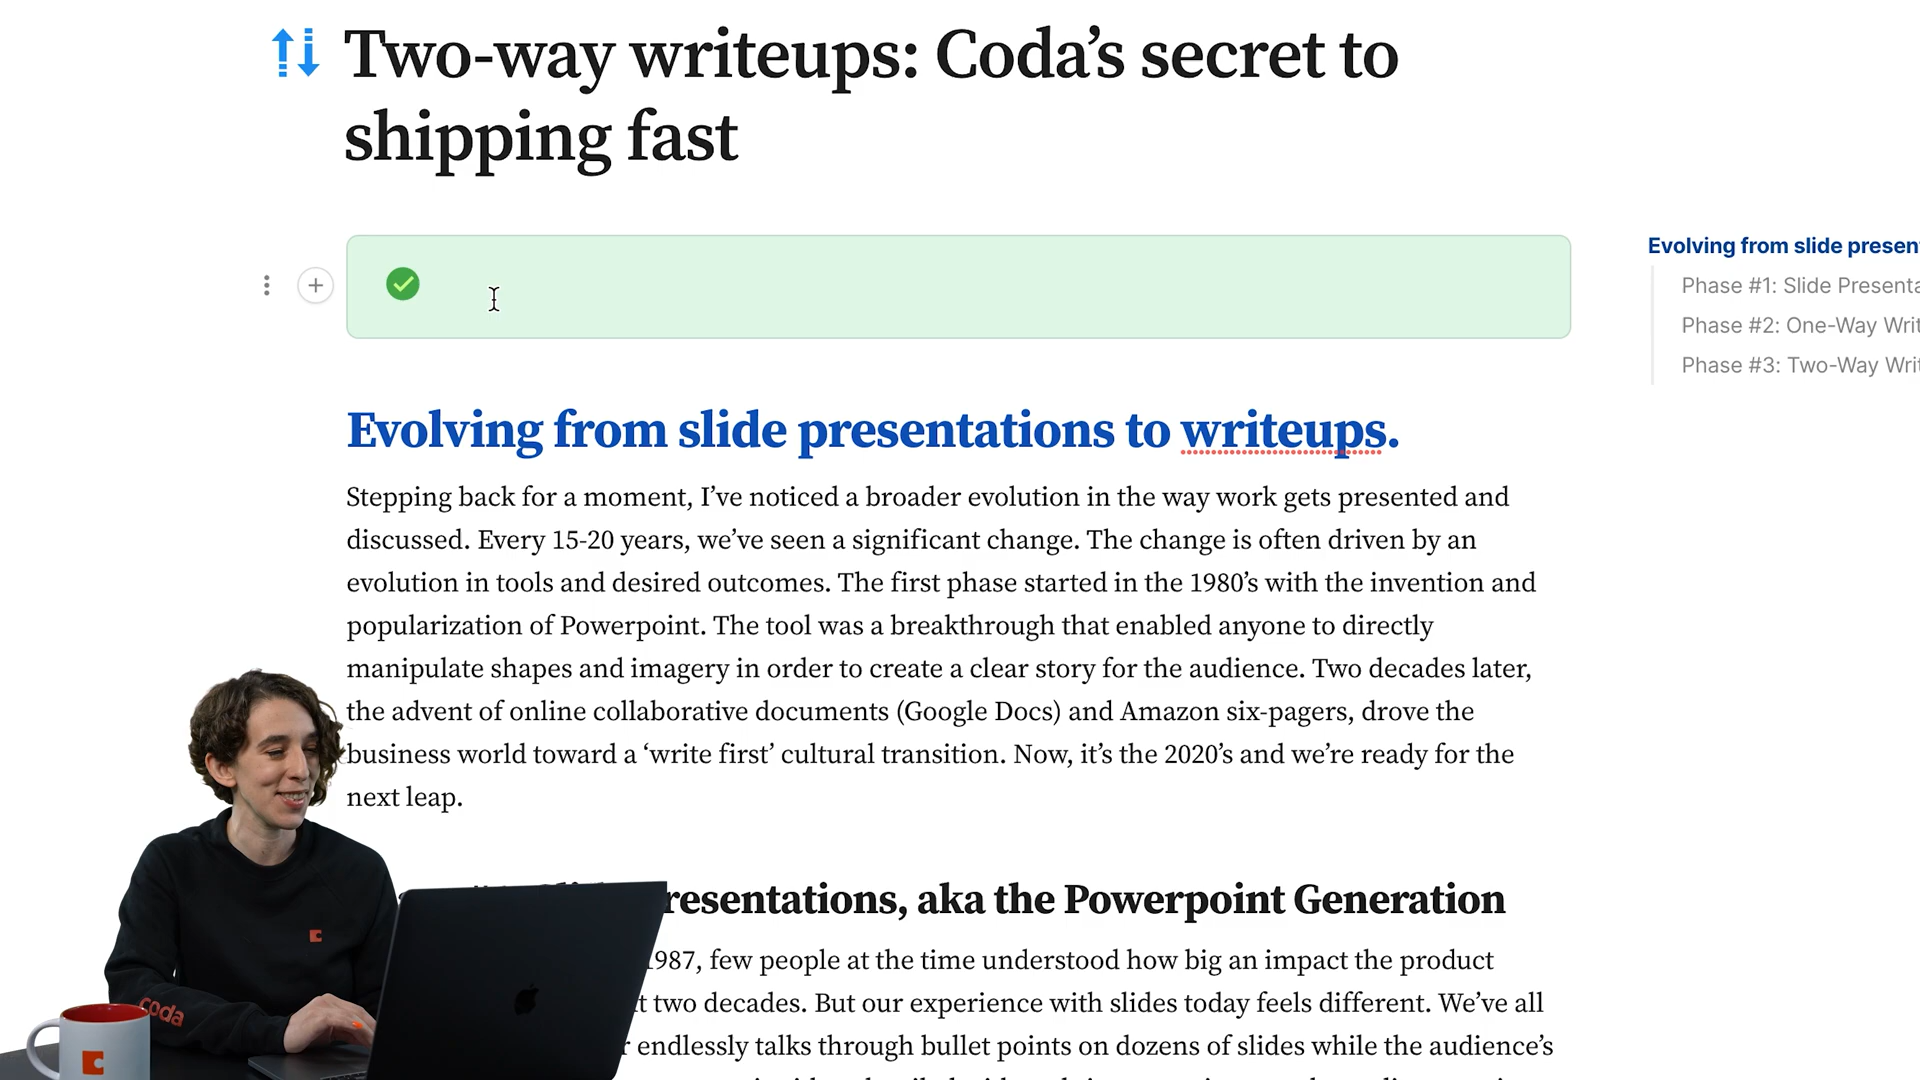 Two-way writeups: Coda’s secret to
shipping fast
Evolving from slide presen
Phase #1: Slide Presenta
Phase #2: One-Way Writ
Phase #3: Two-Way Writ
Evolving from slide presentations to writeups.
Stepping back for a moment, I’ve noticed a broader evolution in the way work gets presented and
discussed. Every 15-20 years, we’ve seen a significant change. The change is often driven by an
evolution in tools and desired outcomes. The first phase started in the 1980’s with the invention and
popularization of Powerpoint. The tool was a breakthrough that enabled anyone to directly
manipulate shapes and imagery in order to create a clear story for the audience. Two decades later,
the advent of online collaborative documents (Google Docs) and Amazon six-pagers, drove the
business world toward a ‘write first’ cultural transition. Now, it’s the 2020’s and we’re ready for the
next leap.
resentations, aka the Powerpoint Generation
1987, few people at the time understood how big an impact the product
t two decades. But our experience with slides today feels different. We’ve all
r endlessly talks through bullet points on dozens of slides while the audience’s
coda